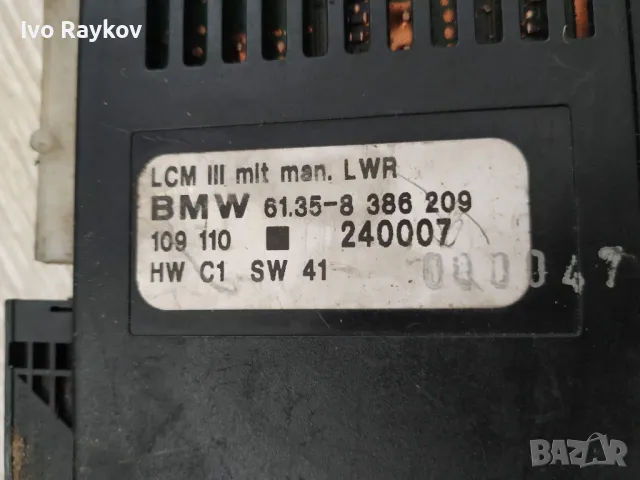 Ivo Raykov
LCM III mit man. LWR
BMW 61.35-8 386 209
109 110 ■ 240007
HW C1 SW 41
000047
BAZAR